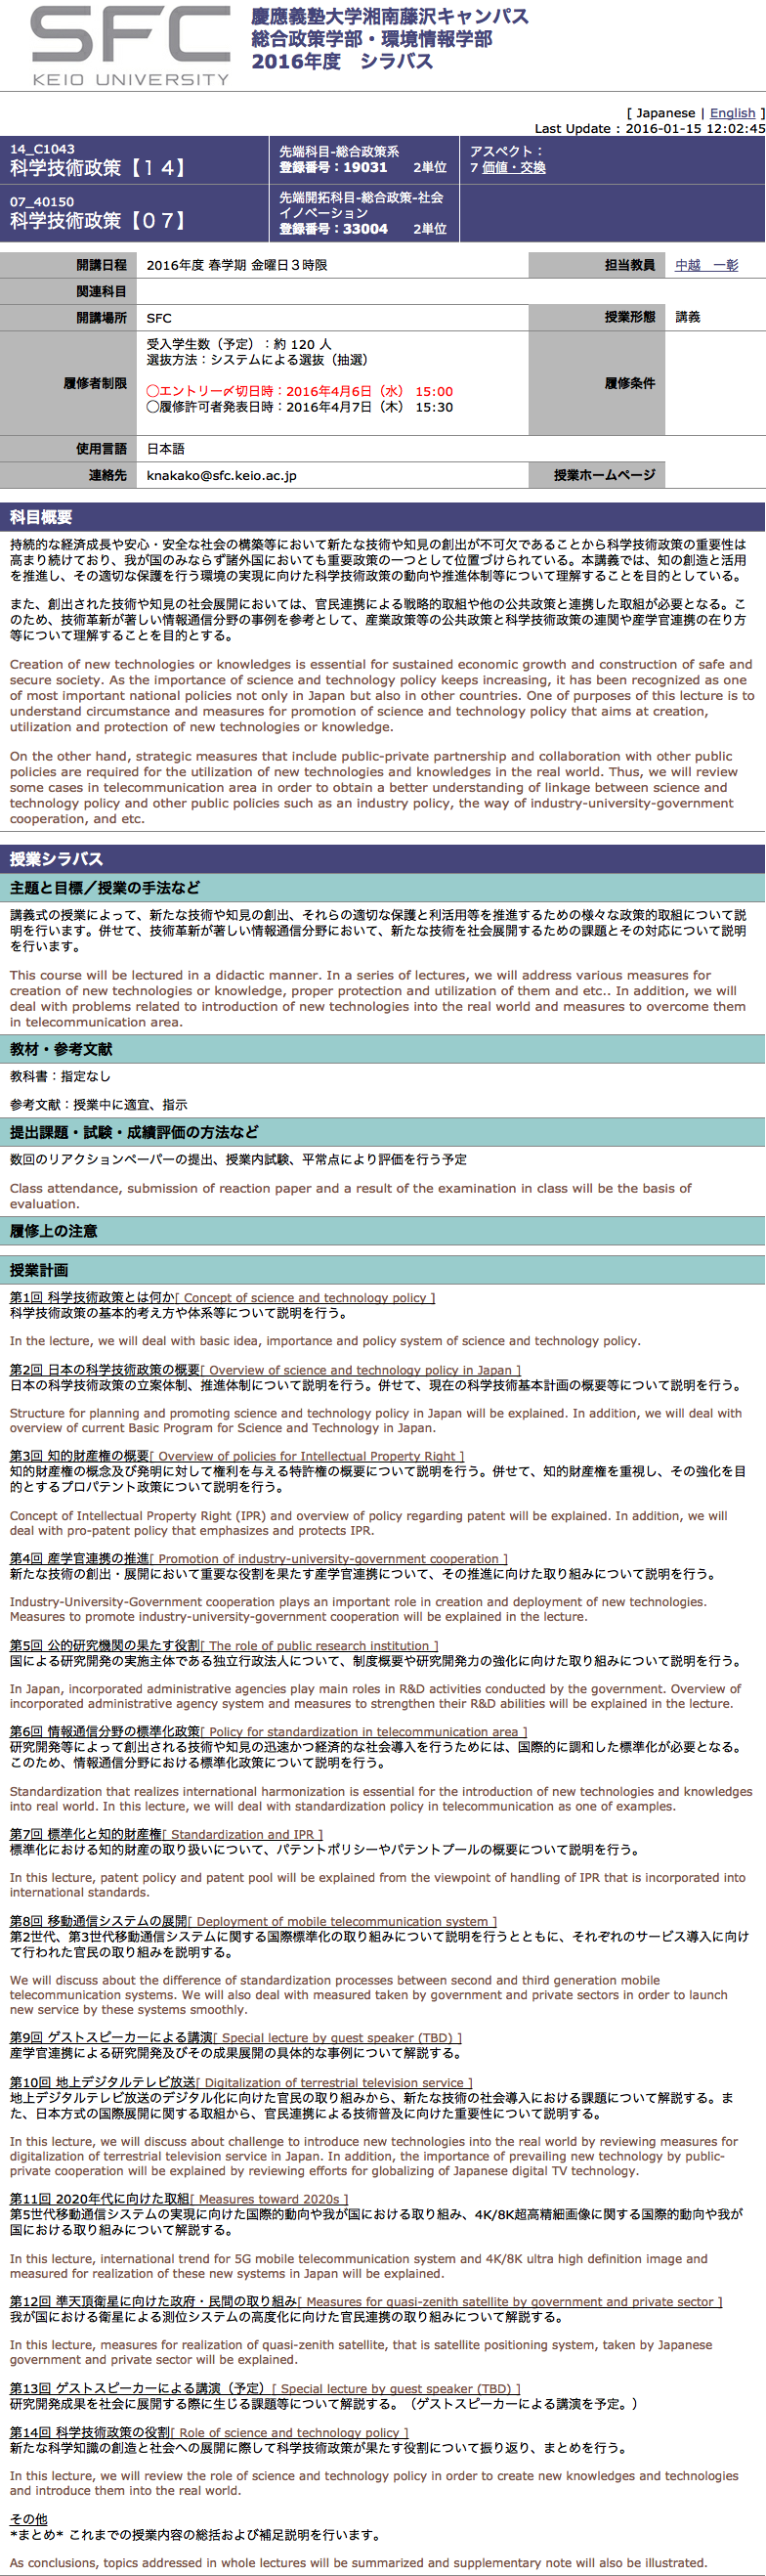 SFC
KEIO UNIVERSITY
慶應義塾大学湘南藤沢キャンパス
総合政策学部・環境情報学部
2016年度　シラバス
[ Japanese | English ]
Last Update : 2016-01-15 12:02:45
14_C1043
科学技術政策【１４】
先端科目-総合政策系
登録番号：19031　2単位
アスペクト：
7 価値・交換
07_40150
科学技術政策【０７】
先端開拓科目-総合政策-社会
イノベーション
登録番号：33004　2単位
開講日程　2016年度 春学期 金曜日３時限　担当教員　中越　一彰
関連科目
開講場所　SFC　授業形態　講義
履修者制限
受入学生数（予定）：約 120 人
選抜方法：システムによる選抜（抽選）
◯エントリー〆切日時：2016年4月6日（水） 15:00
◯履修許可者発表日時：2016年4月7日（木） 15:30
履修条件
使用言語　日本語
連絡先　knakako@sfc.keio.ac.jp　授業ホームページ
科目概要
持続的な経済成長や安心・安全な社会の構築等において新たな技術や知見の創出が不可欠であることから科学技術政策の重要性は
高まり続けており、我が国のみならず諸外国においても重要政策の一つとして位置づけられている。本講義では、知の創造と活用
を推進し、その適切な保護を行う環境の実現に向けた科学技術政策の動向や推進体制等について理解することを目的としている。
また、創出された技術や知見の社会展開においては、官民連携による戦略的取組や他の公共政策と連携した取組が必要となる。こ
のため、技術革新が著しい情報通信分野の事例を参考として、産業政策等の公共政策と科学技術政策の連関や産学官連携の在り方
等について理解することを目的とする。
Creation of new technologies or knowledges is essential for sustained economic growth and construction of safe and
secure society. As the importance of science and technology policy keeps increasing, it has been recognized as one
of most important national policies not only in Japan but also in other countries. One of purposes of this lecture is to
understand circumstance and measures for promotion of science and technology policy that aims at creation,
utilization and protection of new technologies or knowledge.
On the other hand, strategic measures that include public-private partnership and collaboration with other public
policies are required for the utilization of new technologies and knowledges in the real world. Thus, we will review
some cases in telecommunication area in order to obtain a better understanding of linkage between science and
technology policy and other public policies such as an industry policy, the way of industry-university-government
cooperation, and etc.
授業シラバス
主題と目標／授業の手法など
講義式の授業によって、新たな技術や知見の創出、それらの適切な保護と利活用等を推進するための様々な政策的取組について説
明を行います。併せて、技術革新が著しい情報通信分野において、新たな技術を社会展開するための課題とその対応について説明
を行います。
This course will be lectured in a didactic manner. In a series of lectures, we will address various measures for
creation of new technologies or knowledge, proper protection and utilization of them and etc.. In addition, we will
deal with problems related to introduction of new technologies into the real world and measures to overcome them
in telecommunication area.
教材・参考文献
教科書：指定なし
参考文献：授業中に適宜、指示
提出課題・試験・成績評価の方法など
数回のリアクションペーパーの提出、授業内試験、平常点により評価を行う予定
Class attendance, submission of reaction paper and a result of the examination in class will be the basis of
evaluation.
履修上の注意
授業計画
第1回 科学技術政策とは何か[ Concept of science and technology policy ]
科学技術政策の基本的考え方や体系等について説明を行う。
In the lecture, we will deal with basic idea, importance and policy system of science and technology policy.
第2回 日本の科学技術政策の概要[ Overview of science and technology policy in Japan ]
日本の科学技術政策の立案体制、推進体制について説明を行う。併せて、現在の科学技術基本計画の概要等について説明を行う。
Structure for planning and promoting science and technology policy in Japan will be explained. In addition, we will deal with
overview of current Basic Program for Science and Technology in Japan.
第3回 知的財産権の概要[ Overview of policies for Intellectual Property Right ]
知的財産権の概念及び発明に対して権利を与える特許権の概要について説明を行う。併せて、知的財産権を重視し、その強化を目
的とするプロパテント政策について説明を行う。
Concept of Intellectual Property Right (IPR) and overview of policy regarding patent will be explained. In addition, we will
deal with pro-patent policy that emphasizes and protects IPR.
第4回 産学官連携の推進[ Promotion of industry-university-government cooperation ]
新たな技術の創出・展開において重要な役割を果たす産学官連携について、その推進に向けた取り組みについて説明を行う。
Industry-University-Government cooperation plays an important role in creation and deployment of new technologies.
Measures to promote industry-university-government cooperation will be explained in the lecture.
第5回 公的研究機関の果たす役割[ The role of public research institution ]
国による研究開発の実施主体である独立行政法人について、制度概要や研究開発力の強化に向けた取り組みについて説明を行う。
In Japan, incorporated administrative agencies play main roles in R&D activities conducted by the government. Overview of
incorporated administrative agency system and measures to strengthen their R&D abilities will be explained in the lecture.
第6回 情報通信分野の標準化政策[ Policy for standardization in telecommunication area ]
研究開発等によって創出される技術や知見の迅速かつ経済的な社会導入を行うためには、国際的に調和した標準化が必要となる。
このため、情報通信分野における標準化政策について説明を行う。
Standardization that realizes international harmonization is essential for the introduction of new technologies and knowledges
into real world. In this lecture, we will deal with standardization policy in telecommunication as one of examples.
第7回 標準化と知的財産権[ Standardization and IPR ]
標準化における知的財産の取り扱いについて、パテントポリシーやパテントプールの概要について説明を行う。
In this lecture, patent policy and patent pool will be explained from the viewpoint of handling of IPR that is incorporated into
international standards.
第8回 移動通信システムの展開[ Deployment of mobile telecommunication system ]
第2世代、第3世代移動通信システムに関する国際標準化の取り組みについて説明を行うとともに、それぞれのサービス導入に向け
て行われた官民の取り組みを説明する。
We will discuss about the difference of standardization processes between second and third generation mobile
telecommunication systems. We will also deal with measured taken by government and private sectors in order to launch
new service by these systems smoothly.
第9回 ゲストスピーカーによる講演[ Special lecture by guest speaker (TBD) ]
産学官連携による研究開発及びその成果展開の具体的な事例について解説する。
第10回 地上デジタルテレビ放送[ Digitalization of terrestrial television service ]
地上デジタルテレビ放送のデジタル化に向けた官民の取り組みから、新たな技術の社会導入における課題について解説する。ま
た、日本方式の国際展開に関する取組から、官民連携による技術普及に向けた重要性について説明する。
In this lecture, we will discuss about challenge to introduce new technologies into the real world by reviewing measures for
digitalization of terrestrial television service in Japan. In addition, the importance of prevailing new technology by public-
private cooperation will be explained by reviewing efforts for globalizing of Japanese digital TV technology.
第11回 2020年代に向けた取組[ Measures toward 2020s ]
第5世代移動通信システムの実現に向けた国際的動向や我が国における取り組み、4K/8K超高精細画像に関する国際的動向や我が
国における取り組みについて解説する。
In this lecture, international trend for 5G mobile telecommunication system and 4K/8K ultra high definition image and
measured for realization of these new systems in Japan will be explained.
第12回 準天頂衛星に向けた政府・民間の取り組み[ Measures for quasi-zenith satellite by government and private sector ]
我が国における衛星による測位システムの高度化に向けた官民連携の取り組みについて解説する。
In this lecture, measures for realization of quasi-zenith satellite, that is satellite positioning system, taken by Japanese
government and private sector will be explained.
第13回 ゲストスピーカーによる講演（予定）[ Special lecture by guest speaker (TBD) ]
研究開発成果を社会に展開する際に生じる課題等について解説する。（ゲストスピーカーによる講演を予定。）
第14回 科学技術政策の役割[ Role of science and technology policy ]
新たな科学知識の創造と社会への展開に際して科学技術政策が果たす役割について振り返り、まとめを行う。
In this lecture, we will review the role of science and technology policy in order to create new knowledges and technologies
and introduce them into the real world.
その他
*まとめ* これまでの授業内容の総括および補足説明を行います。
As conclusions, topics addressed in whole lectures will be summarized and supplementary note will also be illustrated.